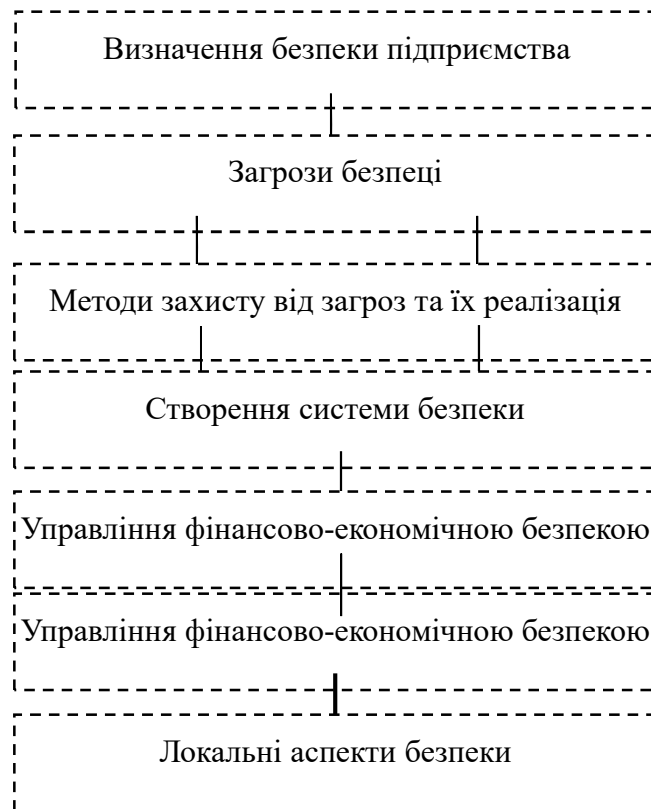 Визначення безпеки підприємства
Загрози безпеці
Методи захисту від загроз та їх реалізація
Створення системи безпеки
Управління фінансово-економічною безпекою
Управління фінансово-економічною безпекою
Локальні аспекти безпеки